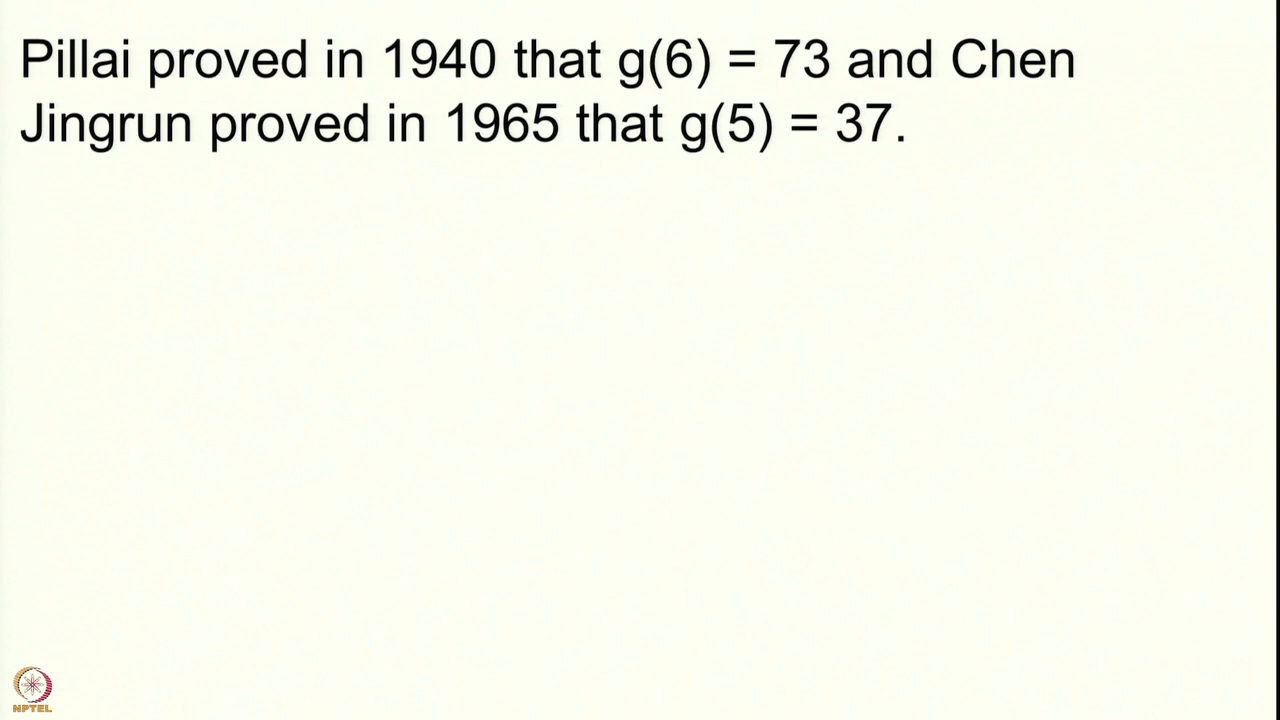 Pillai proved in 1940 that g(6) = 73 and Chen
Jingrun proved in 1965 that g(5) = 37.
NPTEL